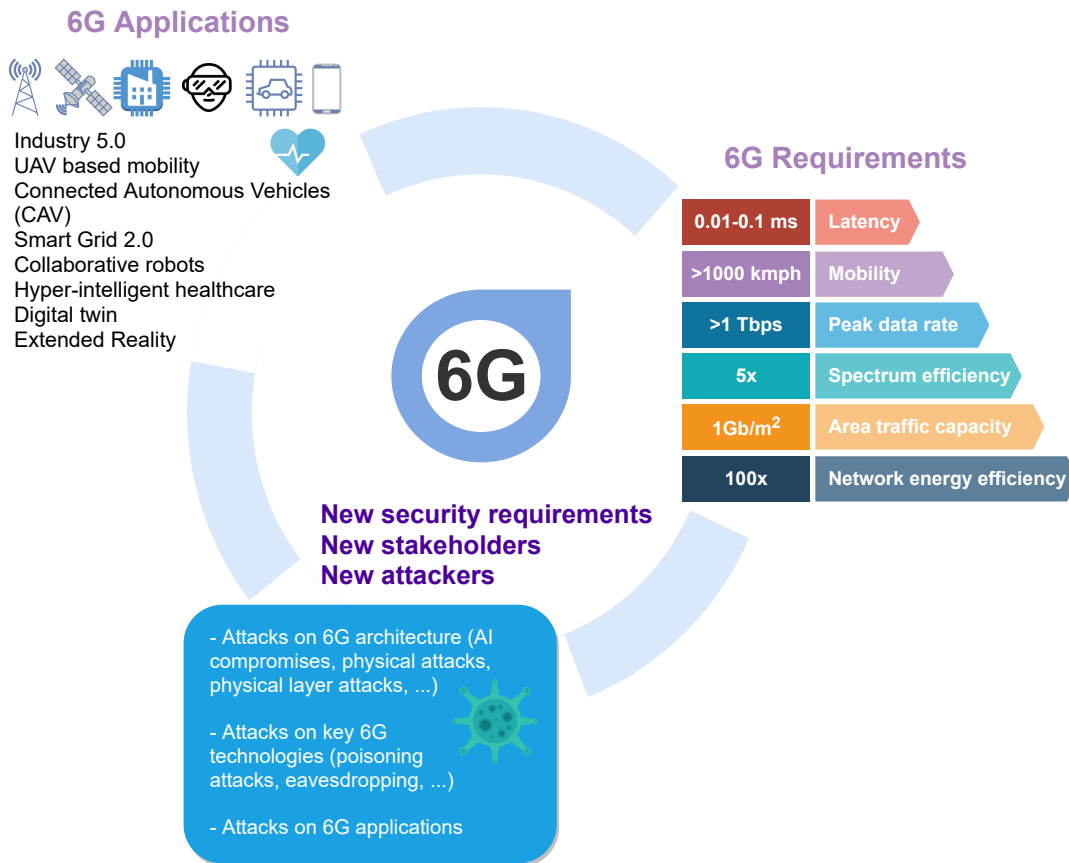 6G Applications
Industry 5.0
UAV based mobility
Connected Autonomous Vehicles
(CAV)
Smart Grid 2.0
Collaborative robots
Hyper-intelligent healthcare
Digital twin
Extended Reality
6G Requirements
0.01-0.1 ms Latency
>1000 kmph Mobility
>1 Tbps Peak data rate
5x Spectrum efficiency
1Gb/m² Area traffic capacity
100x Network energy efficiency
6G
New security requirements
New stakeholders
New attackers
- Attacks on 6G architecture (AI
compromises, physical attacks,
physical layer attacks, ...)
- Attacks on key 6G
technologies (poisoning
attacks, eavesdropping, ...)
- Attacks on 6G applications